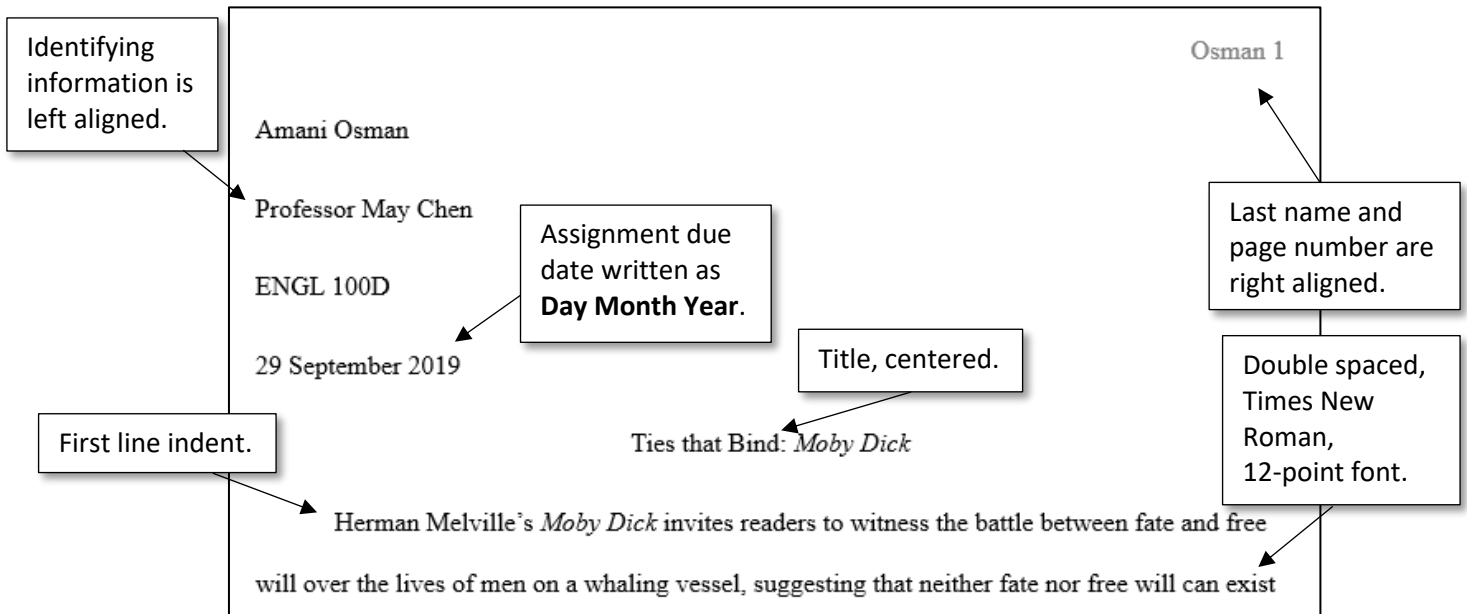 Identifying
information is
left aligned.
Osman 1
Amani Osman
Professor May Chen
Last name and
page number are
right aligned.
Assignment due
date written as
Day Month Year.
ENGL 100D
29 September 2019
Title, centered.
Double spaced,
Times New
Roman,
12-point font.
First line indent.
Ties that Bind: Moby Dick
Herman Melville’s Moby Dick invites readers to witness the battle between fate and free
will over the lives of men on a whaling vessel, suggesting that neither fate nor free will can exist